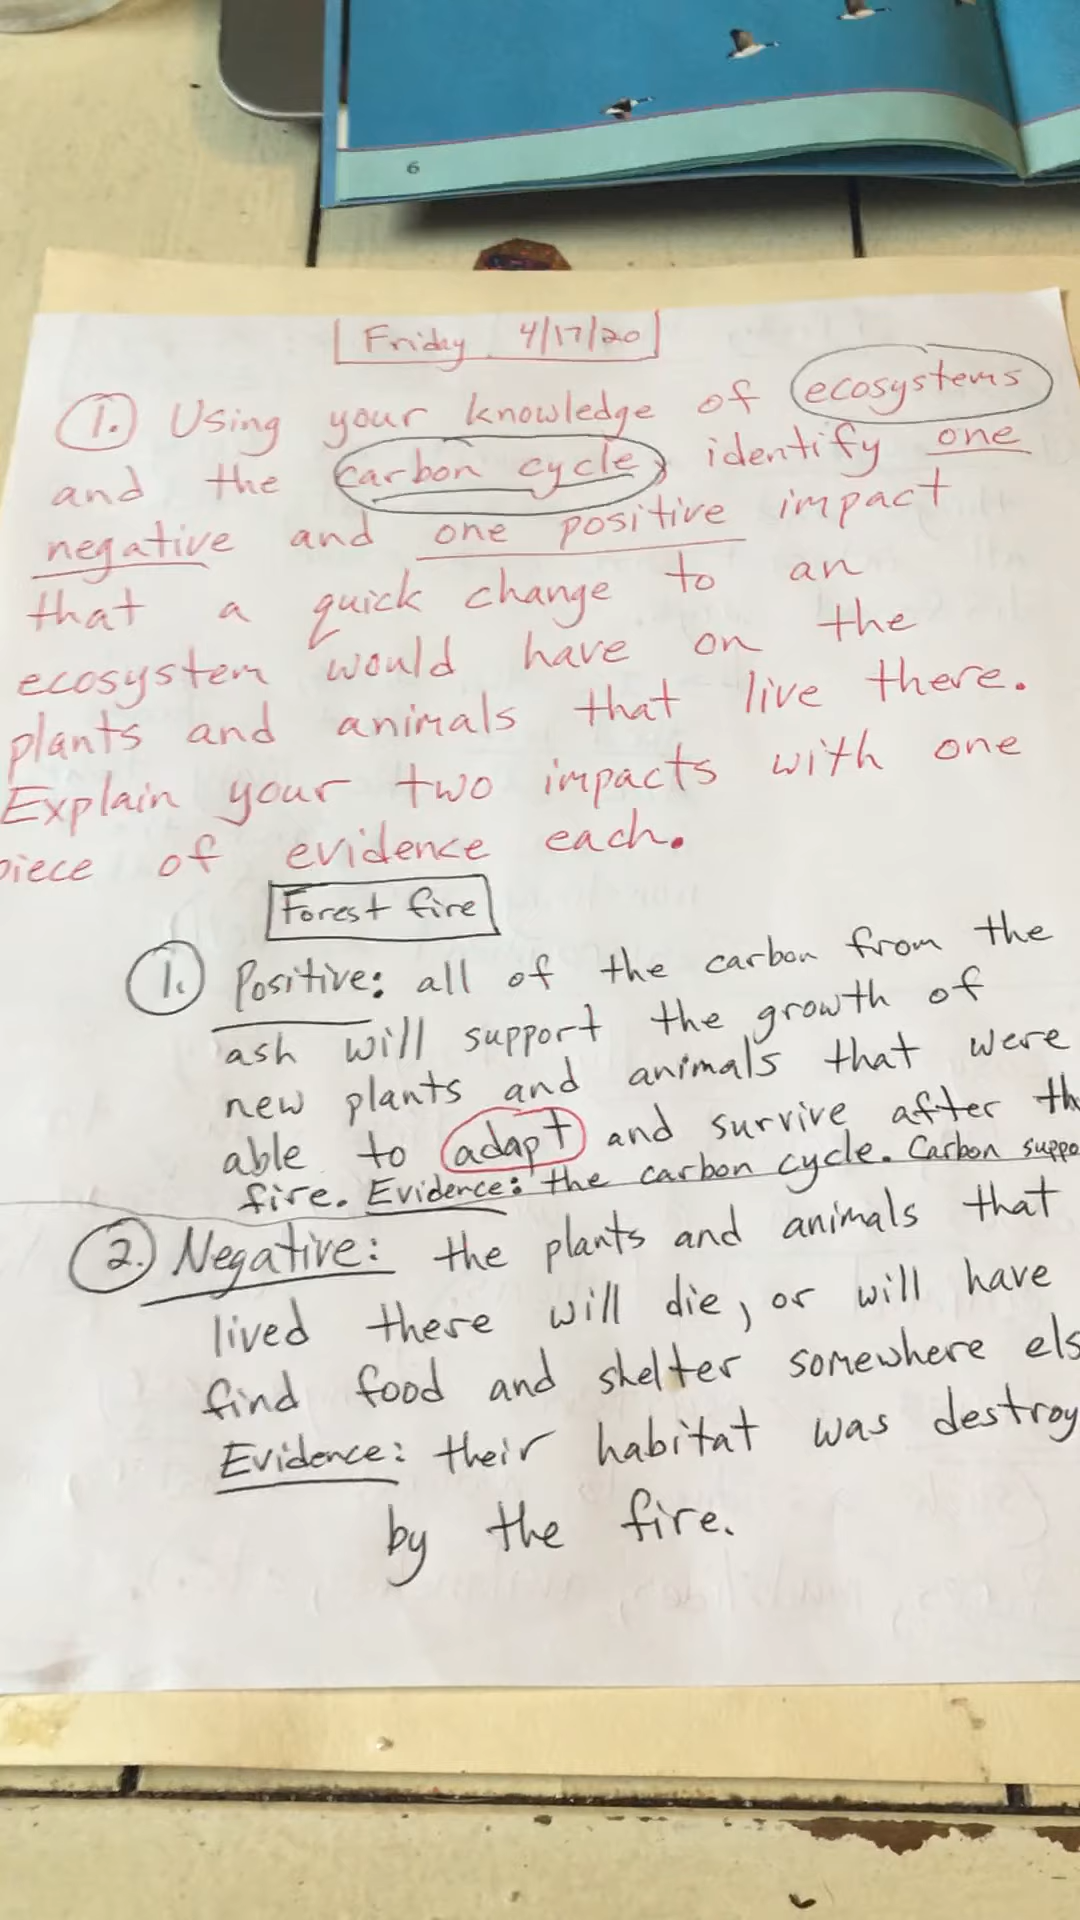 6
Friday 4/17/20
1. Using your knowledge of ecosystems
and the carbon cycle, identify one
negative and one positive impact
that a quick change to an
ecosystem would have on the
plants and animals that live there.
Explain your two impacts with one
piece of evidence each.
Forest fire
1. Positive: all of the carbon from the
ash will support the growth of
new plants and animals that were
able to adapt and survive after th
fire. Evidence: the carbon cycle. Carbon suppo
2. Negative: the plants and animals that
lived there will die, or will have
find food and shelter somewhere els
Evidence: their habitat was destroy
by the fire.